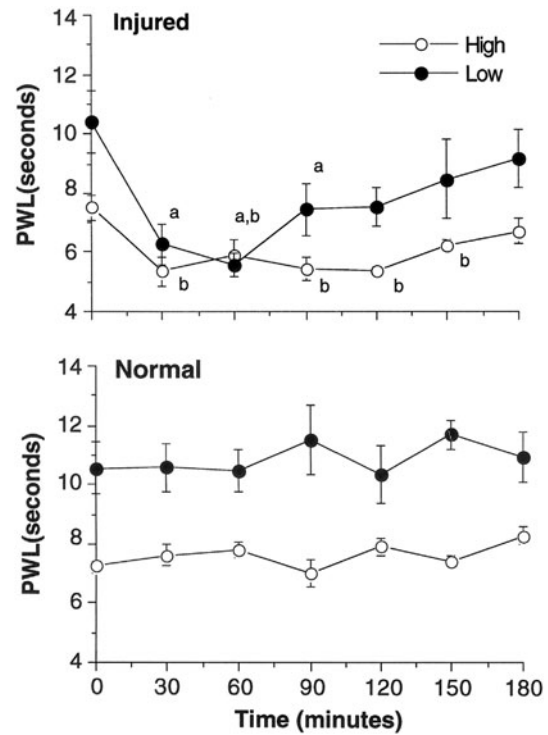 Injured
High
Low
PWL(seconds)
14
12
10
8
6
4
a
a,b
a
b
b
b
b
Normal
PWL(seconds)
14
12
10
8
6
4
0 30 60 90 120 150 180
Time (minutes)